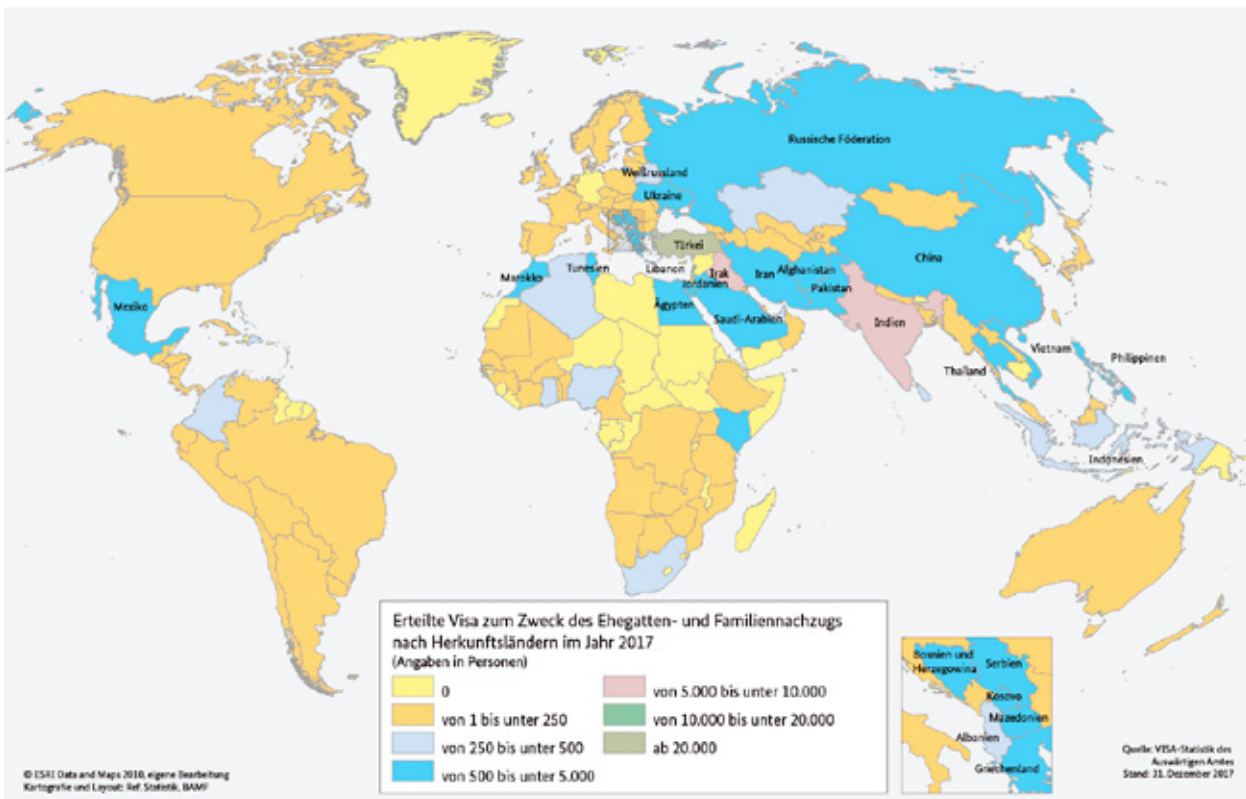 Russische Föderation
Weißrussland
Ukraine
Türkei
China
Marokko
Tunesien
Libanon
Irak
Iran
Afghanistan
Jordanien
Pakistan
Ägypten
Mexiko
Saudi-Arabien
Indien
Vietnam
Philippinen
Thailand
Indonesien
Erteilte Visa zum Zweck des Ehegatten- und Familiennachzugs
nach Herkunftsländern im Jahr 2017
(Angaben in Personen)
0
von 1 bis unter 250
von 250 bis unter 500
von 500 bis unter 5.000
von 5.000 bis unter 10.000
von 10.000 bis unter 20.000
ab 20.000
Bosnien und
Herzegowina
Serbien
Kosovo
Mazedonien
Albanien
Griechenland
© ESRI Data and Maps 2010, eigene Bearbeitung
Kartografie und Layout: Ref. Statistik, BAMF
Quelle: VISA-Statistik des
Auswärtigen Amtes
Stand: 31. Dezember 2017